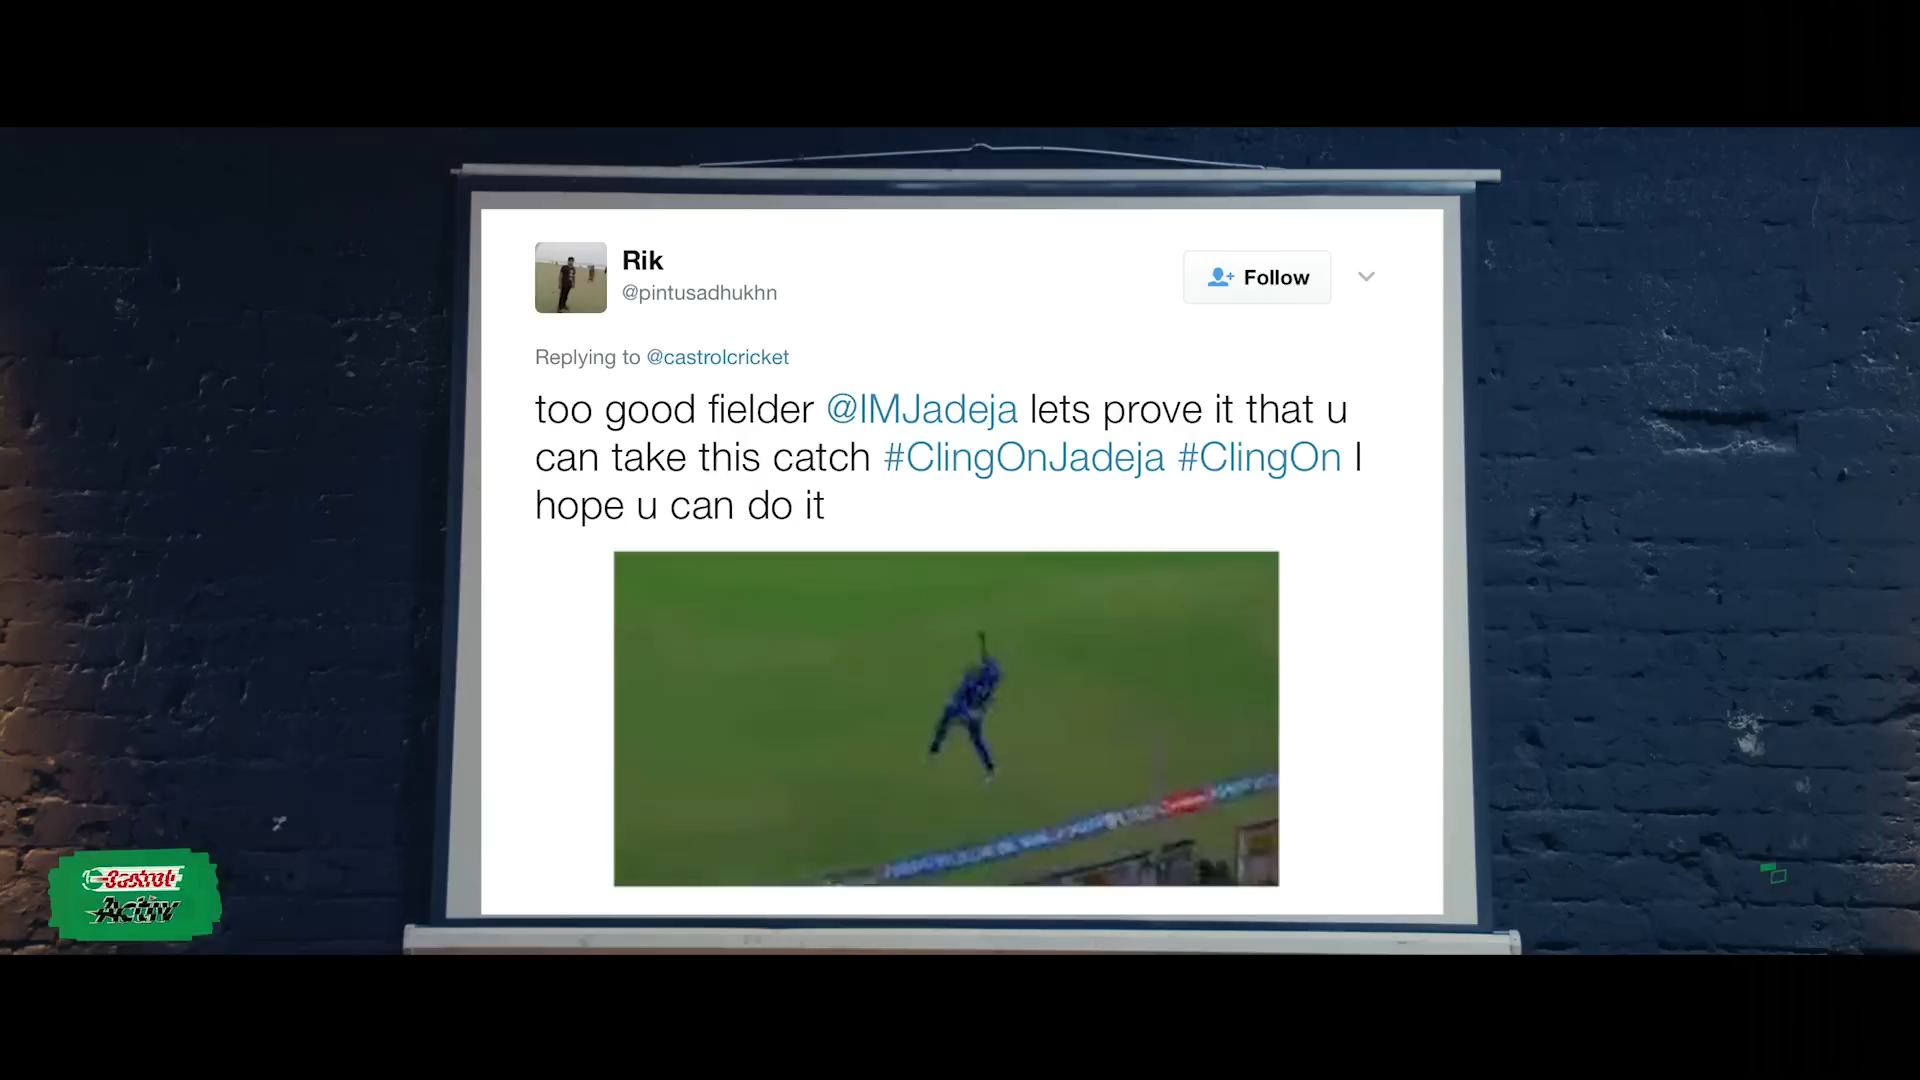 Rik
@pintusadhukhn
Follow
Replying to @castrolcricket
too good fielder @IMJadeja lets prove it that u
can take this catch #ClingOnJadeja #ClingOn I
hope u can do it
Castrol
Activ